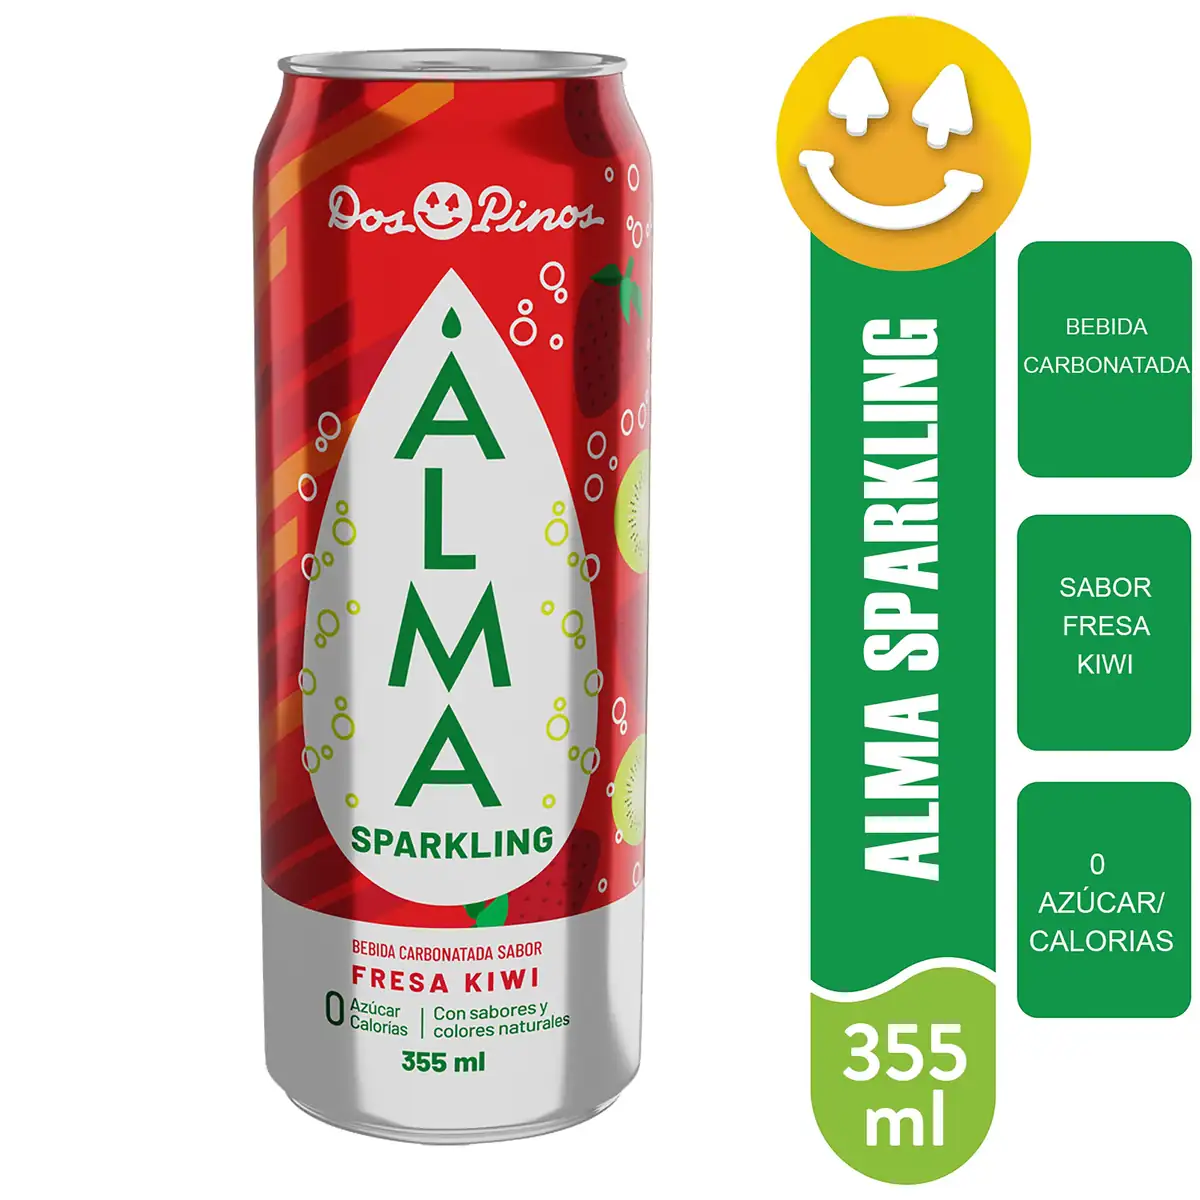 Dos Pinos
ALMA
SPARKLING
BEBIDA CARBONATADA SABOR
FRESA KIWI
0 Azúcar
Calorías
Con sabores y
colores naturales
355 ml
ALMA SPARKLING
355
ml
BEBIDA
CARBONATADA
SABOR
FRESA
KIWI
0
AZÚCAR/
CALORIAS